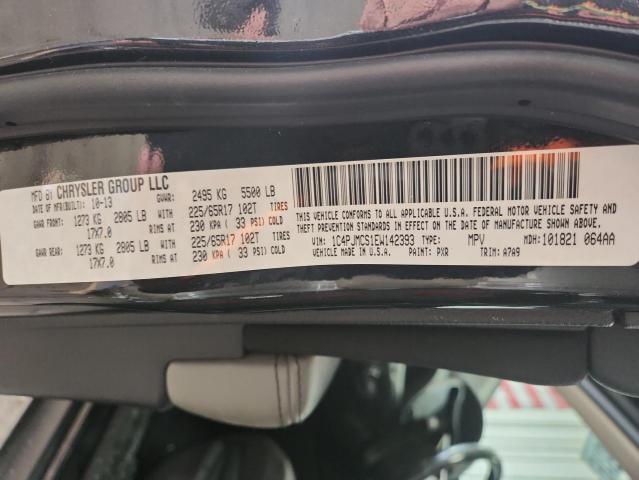 MFD BY CHRYSLER GROUP LLC
DATE OF MFR(BUILT): 10-13 GVWR: 2495 KG 5500 LB
GAWR FRONT: 1273 KG 2805 LB WITH 225/65R17 102T TIRES
17X7.0 RIMS AT 230 KPA ( 33 PSI) COLD
GAWR REAR: 1273 KG 2805 LB WITH 225/65R17 102T TIRES
17X7.0 RIMS AT 230 KPA ( 33 PSI) COLD
THIS VEHICLE CONFORMS TO ALL APPLICABLE U.S.A. FEDERAL MOTOR VEHICLE SAFETY AND
THEFT PREVENTION STANDARDS IN EFFECT ON THE DATE OF MANUFACTURE SHOWN ABOVE.
VIN: 1C4PJMCS1EW142393 TYPE: MPV MDH: 101821 064AA
MADE IN U.S.A. PAINT: PXR TRIM: A7A9